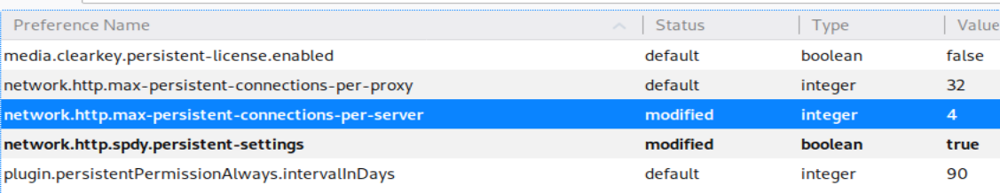 Preference Name Status Type Value
media.clearkey.persistent-license.enabled default boolean false
network.http.max-persistent-connections-per-proxy default integer 32
network.http.max-persistent-connections-per-server modified integer 4
network.http.spdy.persistent-settings modified boolean true
plugin.persistentPermissionAlways.intervalInDays default integer 90